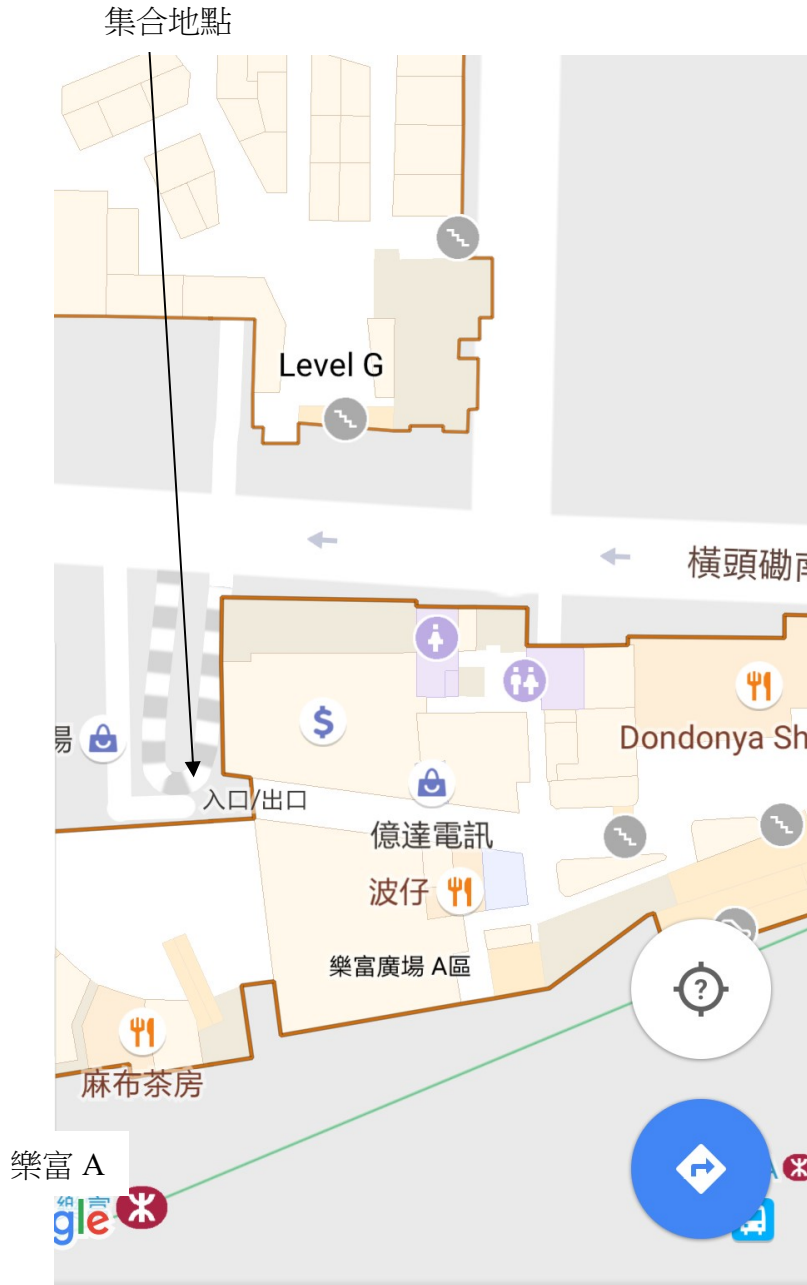 集合地點
Level G
橫頭磡南
場
$
Dondonya Sh
入口/出口
億達電訊
波仔
樂富廣場 A區
?
麻布茶房
樂富 A
A
gle